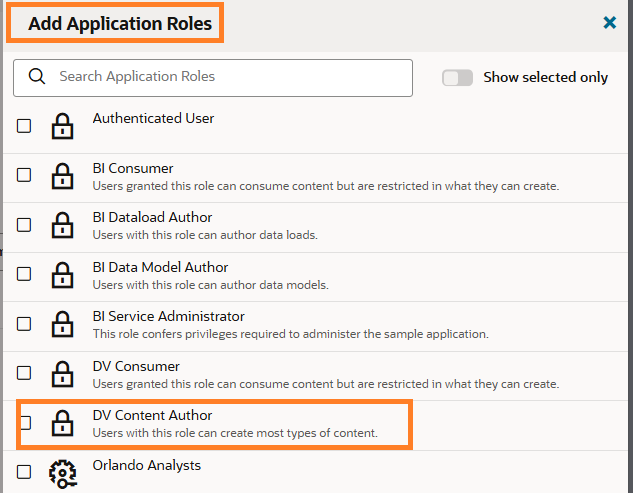 Add Application Roles
Search Application Roles
Show selected only
Authenticated User
BI Consumer
Users granted this role can consume content but are restricted in what they can create.
BI Dataload Author
Users with this role can author data loads.
BI Data Model Author
Users with this role can author data models.
BI Service Administrator
This role confers privileges required to administer the sample application.
DV Consumer
Users granted this role can consume content but are restricted in what they can create.
DV Content Author
Users with this role can create most types of content.
Orlando Analysts